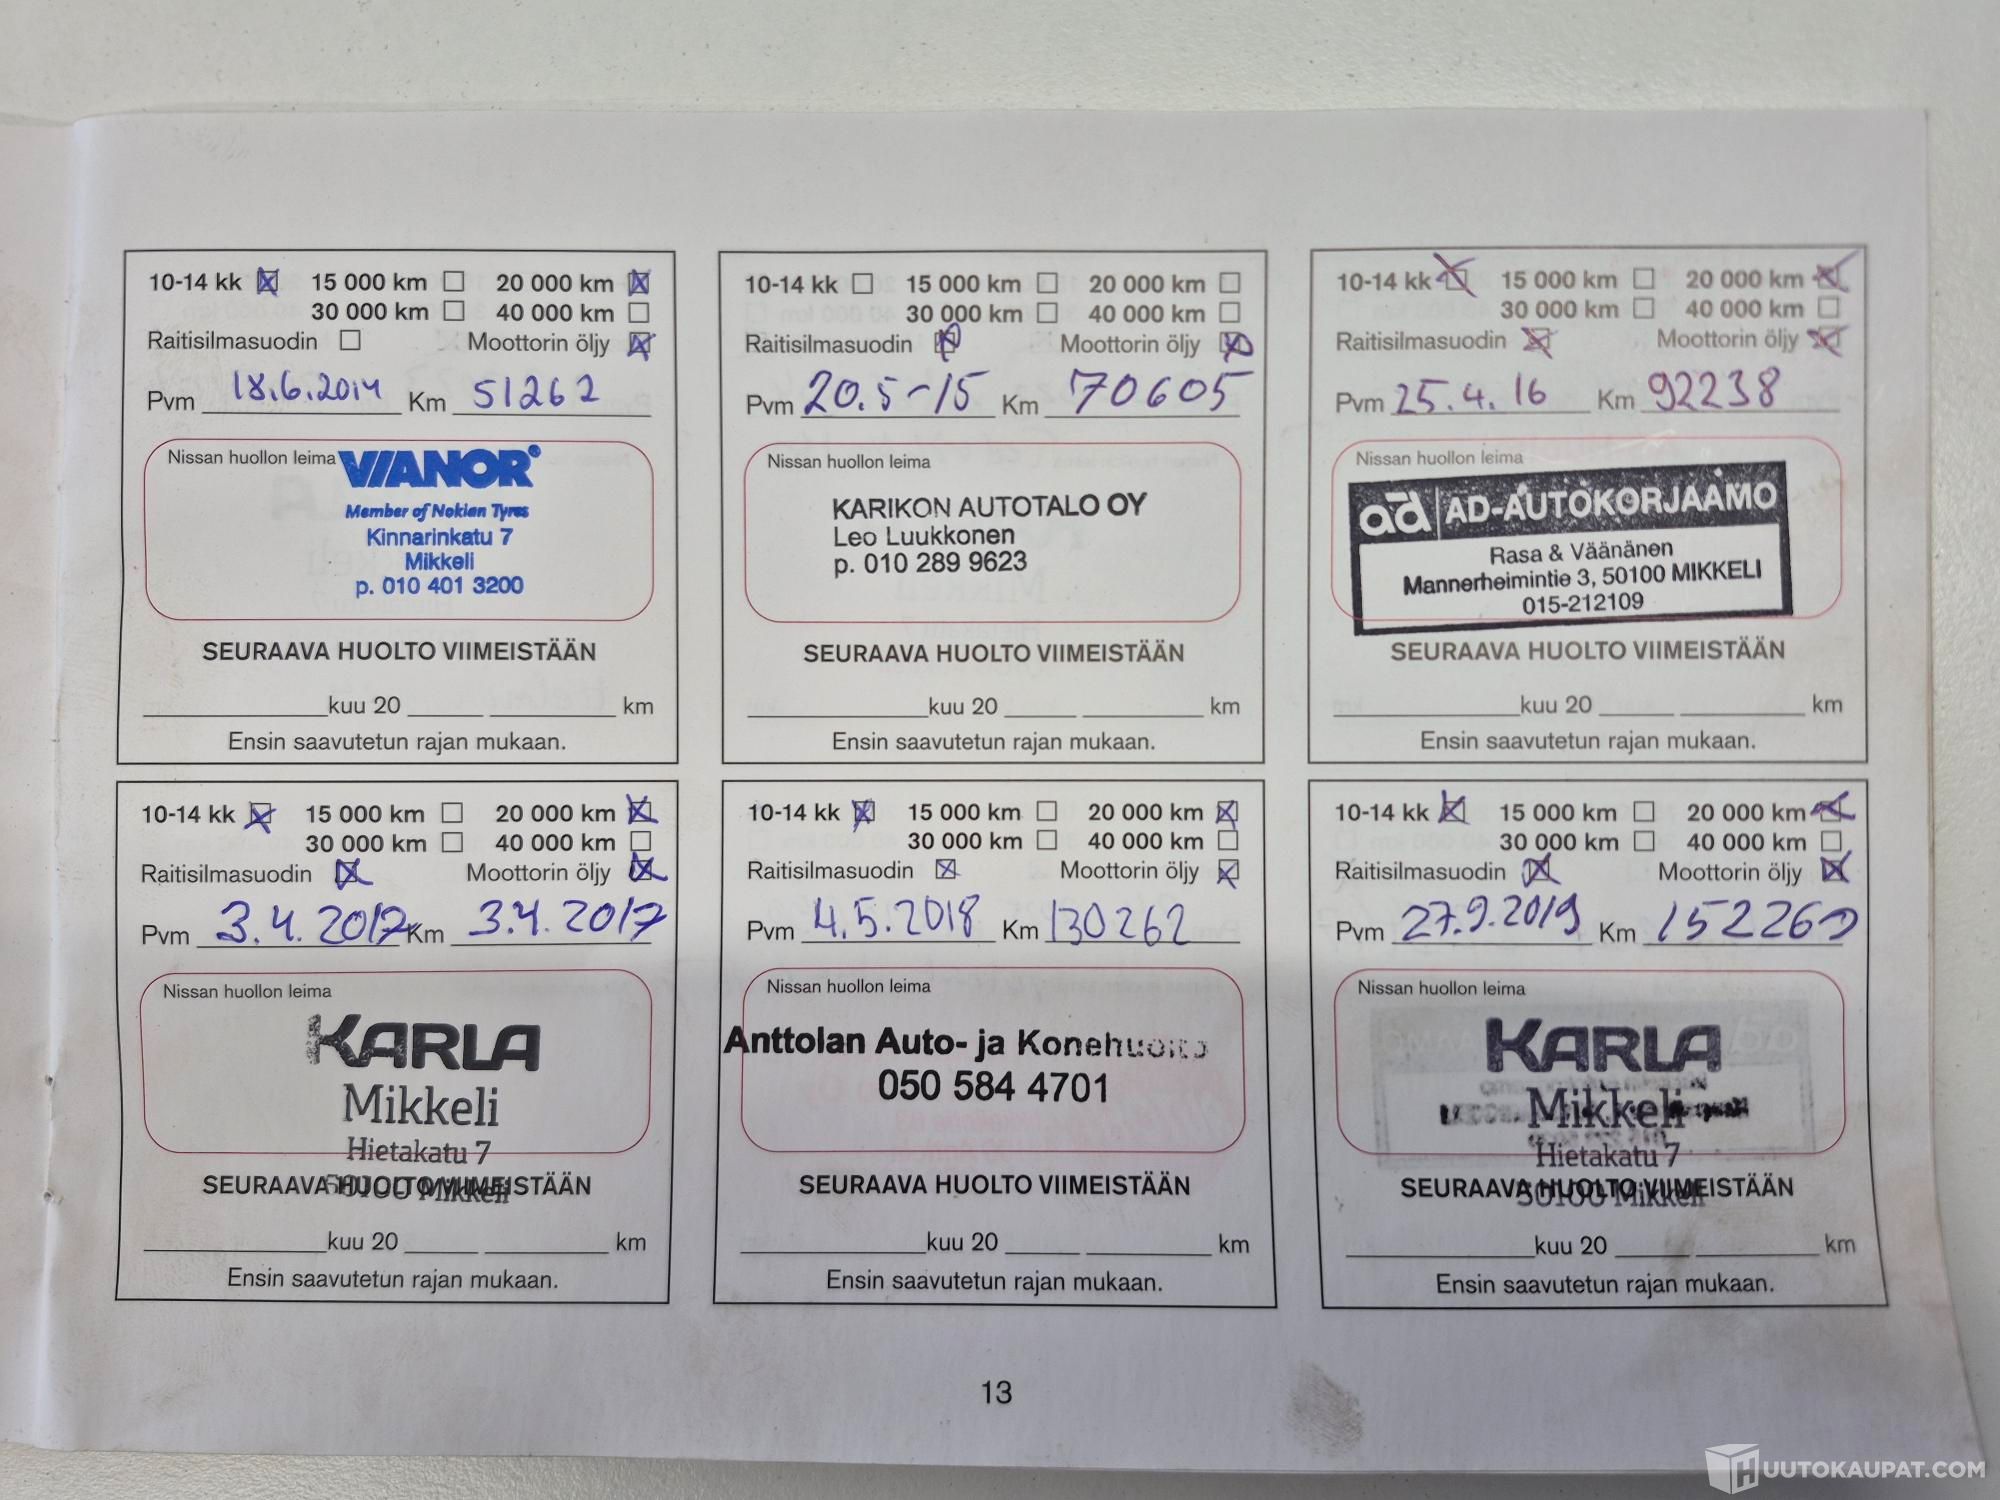 10-14 kk ☒ 15 000 km ☐ 20 000 km ☒
30 000 km ☐ 40 000 km ☐
Raitisilmasuodin ☐ Moottorin öljy ☒
Pvm 18.6.2014 Km 51262
Nissan huollon leima
VIANOR®
Member of Nokian Tyres
Kinnarinkatu 7
Mikkeli
p. 010 401 3200
SEURAAVA HUOLTO VIIMEISTÄÄN
kuu 20 km
Ensin saavutetun rajan mukaan.
10-14 kk ☐ 15 000 km ☐ 20 000 km ☐
30 000 km ☐ 40 000 km ☐
Raitisilmasuodin ☒ Moottorin öljy ☒
Pvm 20.5-15 Km 70605
Nissan huollon leima
KARIKON AUTOTALO OY
Leo Luukkonen
p. 010 289 9623
SEURAAVA HUOLTO VIIMEISTÄÄN
kuu 20 km
Ensin saavutetun rajan mukaan.
10-14 kk ☒ 15 000 km ☐ 20 000 km ☒
30 000 km ☐ 40 000 km ☐
Raitisilmasuodin ☒ Moottorin öljy ☒
Pvm 25.4.16 Km 92238
Nissan huollon leima
ad AD-AUTOKORJAAMO
Rasa & Väänänen
Mannerheimintie 3, 50100 MIKKELI
015-212109
SEURAAVA HUOLTO VIIMEISTÄÄN
kuu 20 km
Ensin saavutetun rajan mukaan.
10-14 kk ☒ 15 000 km ☐ 20 000 km ☒
30 000 km ☐ 40 000 km ☐
Raitisilmasuodin ☒ Moottorin öljy ☒
Pvm 3.4.2017 Km 3.4.2017
Nissan huollon leima
KARLA
Mikkeli
Hietakatu 7
50100 Mikkeli
SEURAAVA HUOLTO VIIMEISTÄÄN
kuu 20 km
Ensin saavutetun rajan mukaan.
10-14 kk ☒ 15 000 km ☐ 20 000 km ☒
30 000 km ☐ 40 000 km ☐
Raitisilmasuodin ☒ Moottorin öljy ☒
Pvm 4.5.2018 Km 130262
Nissan huollon leima
Anttolan Auto- ja Konehuolto
050 584 4701
SEURAAVA HUOLTO VIIMEISTÄÄN
kuu 20 km
Ensin saavutetun rajan mukaan.
10-14 kk ☒ 15 000 km ☐ 20 000 km ☒
30 000 km ☐ 40 000 km ☐
Raitisilmasuodin ☒ Moottorin öljy ☒
Pvm 27.9.2019 Km 152260
Nissan huollon leima
KARLA
Mikkeli
Hietakatu 7
50100 Mikkeli
SEURAAVA HUOLTO VIIMEISTÄÄN
kuu 20 km
Ensin saavutetun rajan mukaan.
13
HUUTOKAUPAT.COM